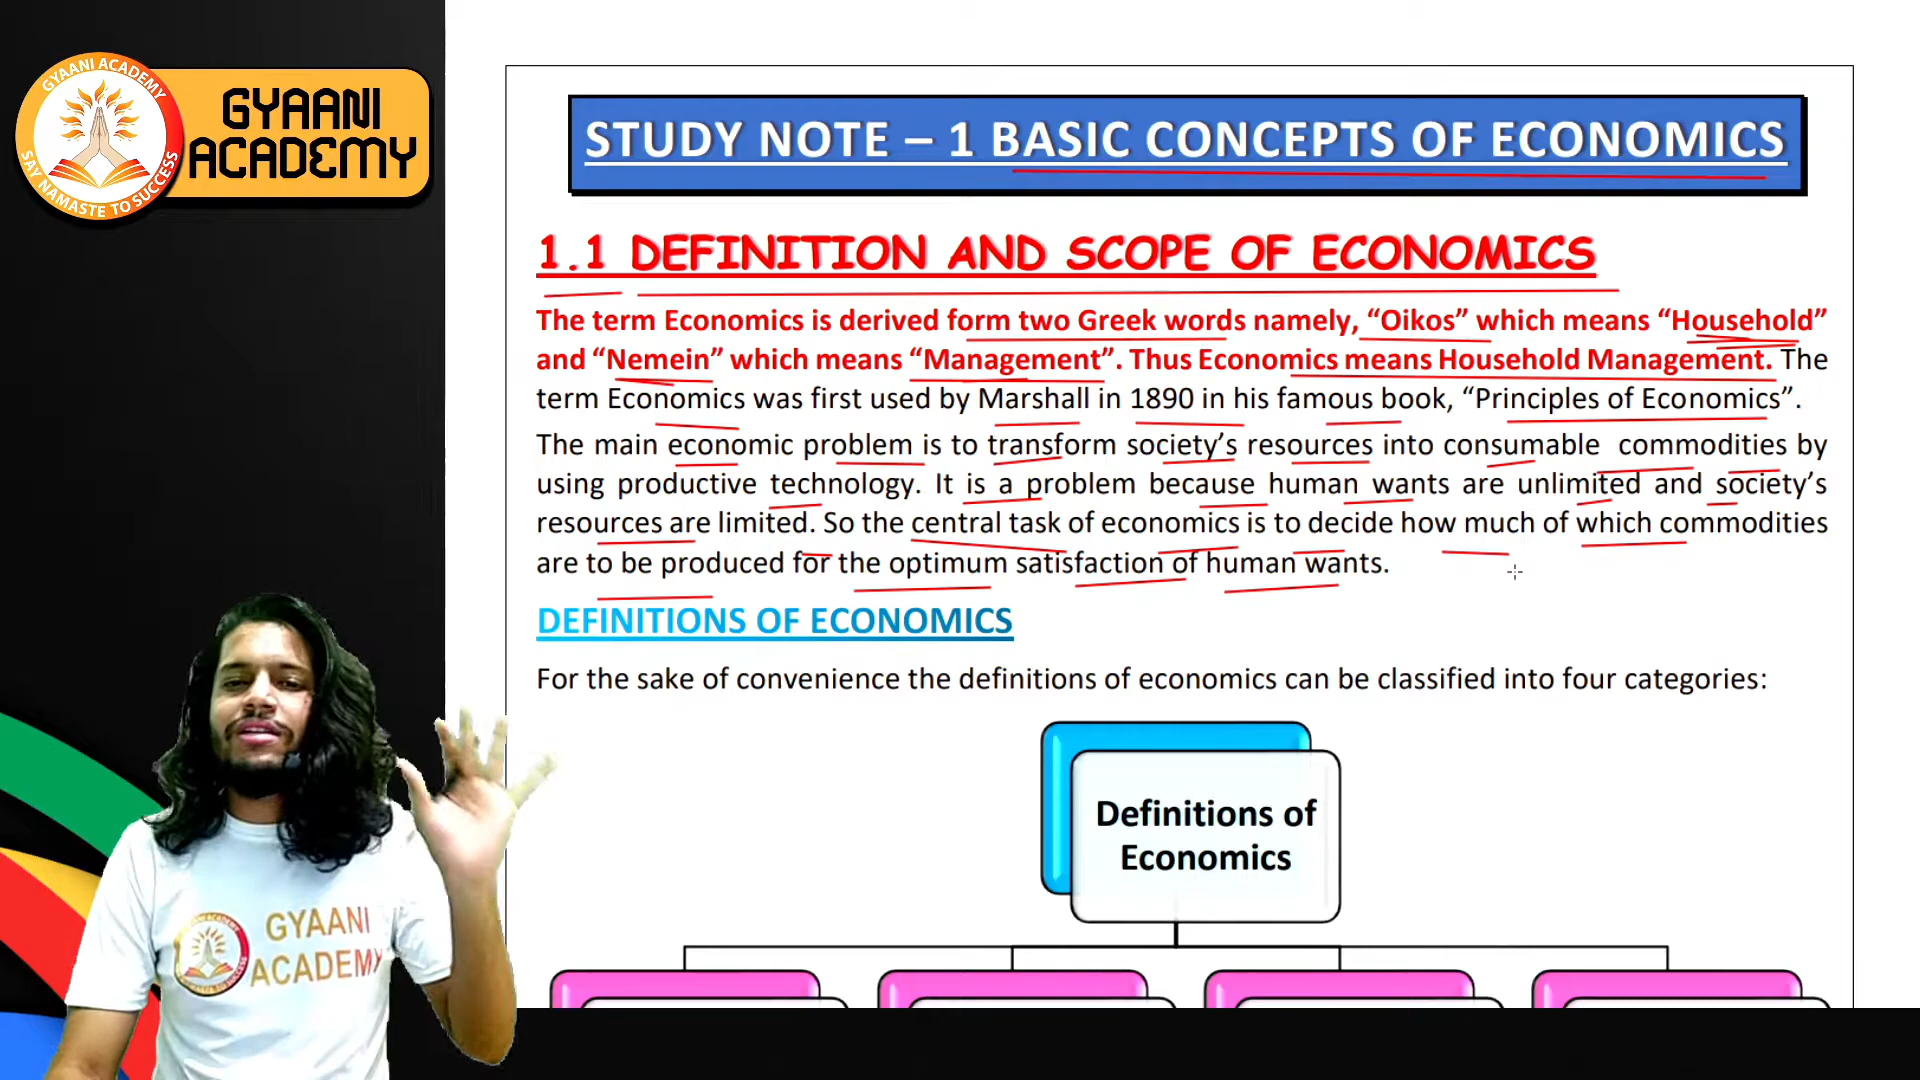 GYAANI ACADEMY
SAY NAMASTE TO SUCCESS
GYAANI
ACADEMY
STUDY NOTE – 1 BASIC CONCEPTS OF ECONOMICS
1.1 DEFINITION AND SCOPE OF ECONOMICS
The term Economics is derived form two Greek words namely, “Oikos” which means “Household”
and “Nemein” which means “Management”. Thus Economics means Household Management. The
term Economics was first used by Marshall in 1890 in his famous book, “Principles of Economics”.
The main economic problem is to transform society’s resources into consumable commodities by
using productive technology. It is a problem because human wants are unlimited and society’s
resources are limited. So the central task of economics is to decide how much of which commodities
are to be produced for the optimum satisfaction of human wants.
DEFINITIONS OF ECONOMICS
For the sake of convenience the definitions of economics can be classified into four categories:
Definitions of
Economics
GYAANI
ACADEMY